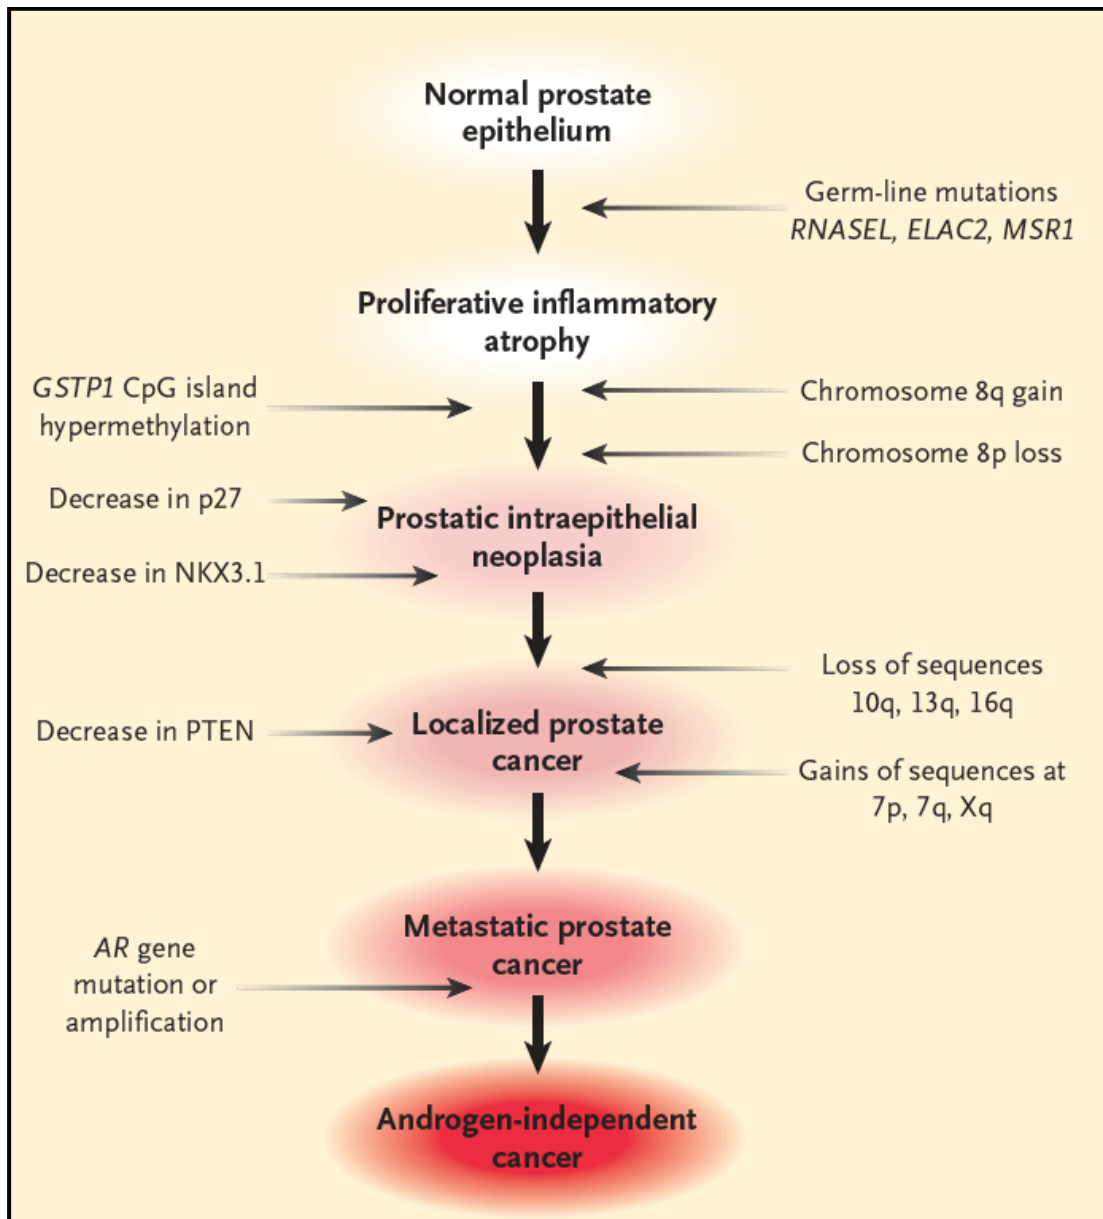 Normal prostate
epithelium
Germ-line mutations
RNASEL, ELAC2, MSR1
Proliferative inflammatory
atrophy
GSTP1 CpG island
hypermethylation
Chromosome 8q gain
Chromosome 8p loss
Decrease in p27
Prostatic intraepithelial
neoplasia
Decrease in NKX3.1
Loss of sequences
10q, 13q, 16q
Decrease in PTEN
Localized prostate
cancer
Gains of sequences at
7p, 7q, Xq
Metastatic prostate
cancer
AR gene
mutation or
amplification
Androgen-independent
cancer